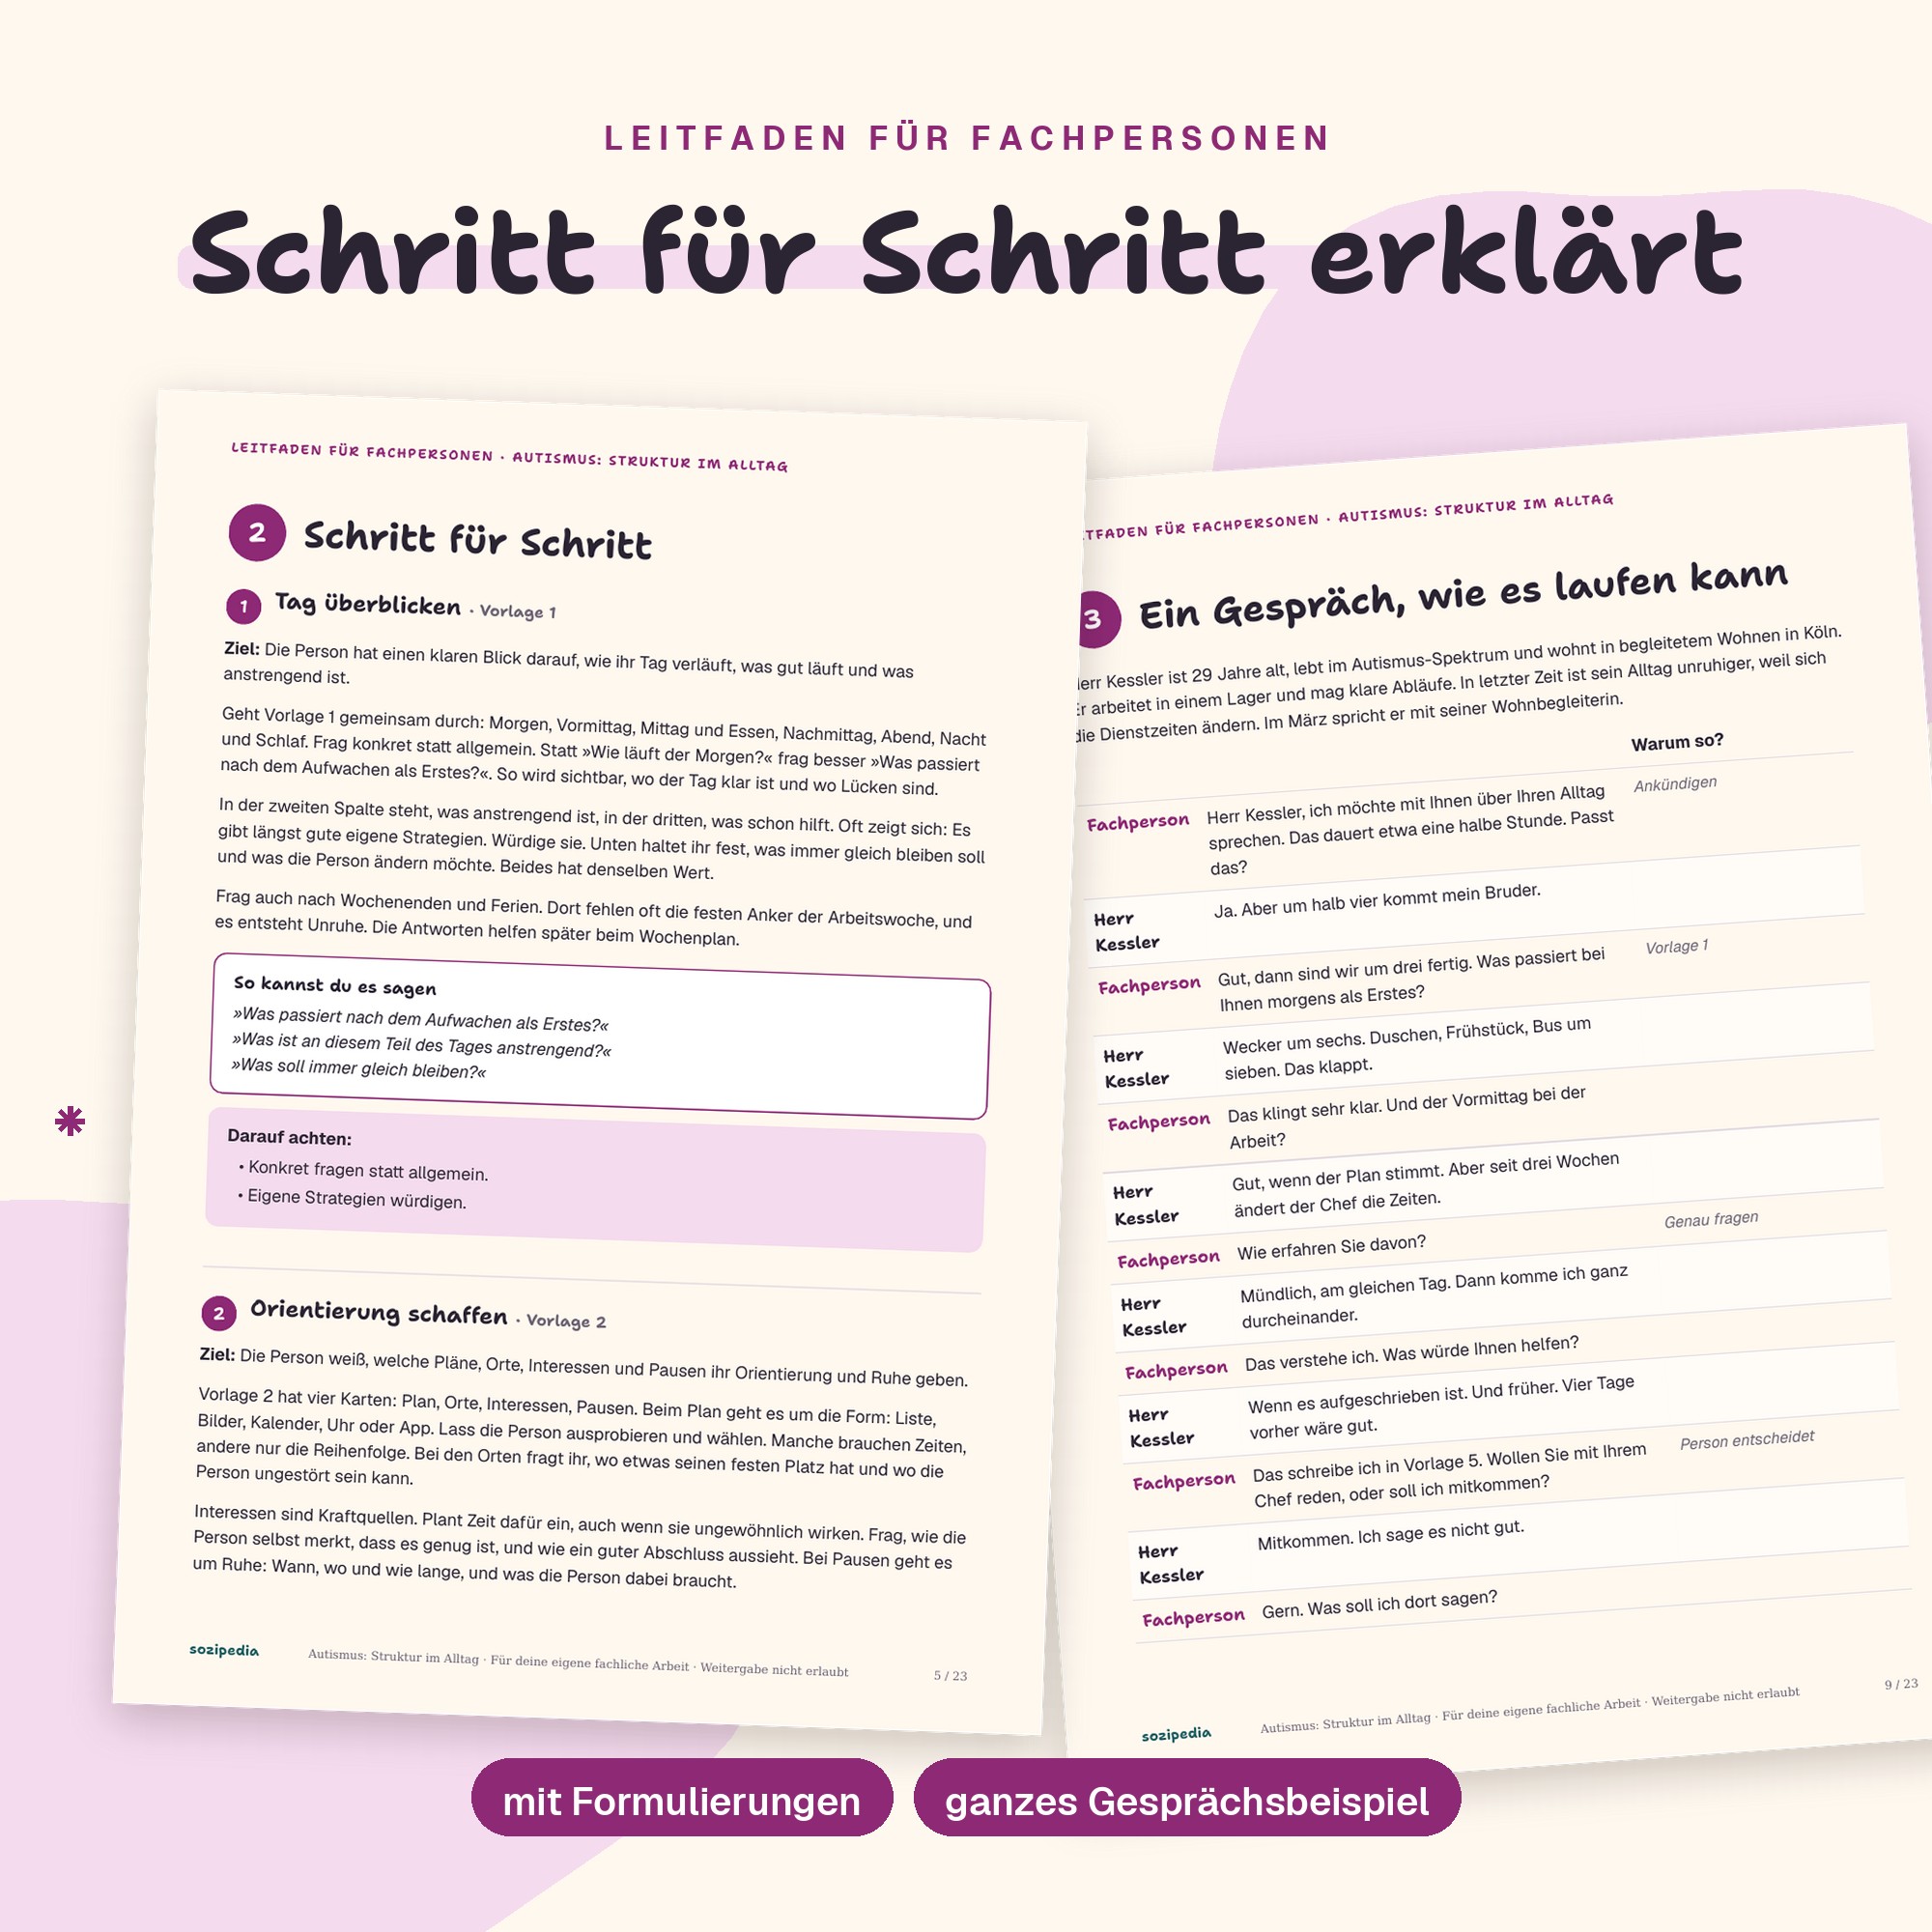 LEITFADEN FÜR FACHPERSONEN
Schritt für Schritt erklärt
LEITFADEN FÜR FACHPERSONEN · AUTISMUS: STRUKTUR IM ALLTAG
2 Schritt für Schritt
1 Tag überblicken · Vorlage 1
Ziel: Die Person hat einen klaren Blick darauf, wie ihr Tag verläuft, was gut läuft und was
anstrengend ist.
Geht Vorlage 1 gemeinsam durch: Morgen, Vormittag, Mittag und Essen, Nachmittag, Abend, Nacht
und Schlaf. Frag konkret statt allgemein. Statt »Wie läuft der Morgen?« frag besser »Was passiert
nach dem Aufwachen als Erstes?«. So wird sichtbar, wo der Tag klar ist und wo Lücken sind.
In der zweiten Spalte steht, was anstrengend ist, in der dritten, was schon hilft. Oft zeigt sich: Es
gibt längst gute eigene Strategien. Würdige sie. Unten haltet ihr fest, was immer gleich bleiben soll
und was die Person ändern möchte. Beides hat denselben Wert.
Frag auch nach Wochenenden und Ferien. Dort fehlen oft die festen Anker der Arbeitswoche, und
es entsteht Unruhe. Die Antworten helfen später beim Wochenplan.
So kannst du es sagen
»Was passiert nach dem Aufwachen als Erstes?«
»Was ist an diesem Teil des Tages anstrengend?«
»Was soll immer gleich bleiben?«
Darauf achten:
• Konkret fragen statt allgemein.
• Eigene Strategien würdigen.
2 Orientierung schaffen · Vorlage 2
Ziel: Die Person weiß, welche Pläne, Orte, Interessen und Pausen ihr Orientierung und Ruhe geben.
Vorlage 2 hat vier Karten: Plan, Orte, Interessen, Pausen. Beim Plan geht es um die Form: Liste,
Bilder, Kalender, Uhr oder App. Lass die Person ausprobieren und wählen. Manche brauchen Zeiten,
andere nur die Reihenfolge. Bei den Orten fragt ihr, wo etwas seinen festen Platz hat und wo die
Person ungestört sein kann.
Interessen sind Kraftquellen. Plant Zeit dafür ein, auch wenn sie ungewöhnlich wirken. Frag, wie die
Person selbst merkt, dass es genug ist, und wie ein guter Abschluss aussieht. Bei Pausen geht es
um Ruhe: Wann, wo und wie lange, und was die Person dabei braucht.
sozipedia Autismus: Struktur im Alltag · Für deine eigene fachliche Arbeit · Weitergabe nicht erlaubt 5 / 23
TFADEN FÜR FACHPERSONEN · AUTISMUS: STRUKTUR IM ALLTAG
3 Ein Gespräch, wie es laufen kann
err Kessler ist 29 Jahre alt, lebt im Autismus-Spektrum und wohnt in begleitetem Wohnen in Köln.
Er arbeitet in einem Lager und mag klare Abläufe. In letzter Zeit ist sein Alltag unruhiger, weil sich
die Dienstzeiten ändern. Im März spricht er mit seiner Wohnbegleiterin.
Warum so?
Fachperson Herr Kessler, ich möchte mit Ihnen über Ihren Alltag Ankündigen
sprechen. Das dauert etwa eine halbe Stunde. Passt
das?
Herr Ja. Aber um halb vier kommt mein Bruder.
Kessler
Fachperson Gut, dann sind wir um drei fertig. Was passiert bei Vorlage 1
Ihnen morgens als Erstes?
Herr Wecker um sechs. Duschen, Frühstück, Bus um
Kessler sieben. Das klappt.
Fachperson Das klingt sehr klar. Und der Vormittag bei der
Arbeit?
Herr Gut, wenn der Plan stimmt. Aber seit drei Wochen
Kessler ändert der Chef die Zeiten.
Fachperson Wie erfahren Sie davon? Genau fragen
Herr Mündlich, am gleichen Tag. Dann komme ich ganz
Kessler durcheinander.
Fachperson Das verstehe ich. Was würde Ihnen helfen?
Herr Wenn es aufgeschrieben ist. Und früher. Vier Tage
Kessler vorher wäre gut.
Fachperson Das schreibe ich in Vorlage 5. Wollen Sie mit Ihrem Person entscheidet
Chef reden, oder soll ich mitkommen?
Herr Mitkommen. Ich sage es nicht gut.
Kessler
Fachperson Gern. Was soll ich dort sagen?
sozipedia Autismus: Struktur im Alltag · Für deine eigene fachliche Arbeit · Weitergabe nicht erlaubt 9 / 23
mit Formulierungen
ganzes Gesprächsbeispiel